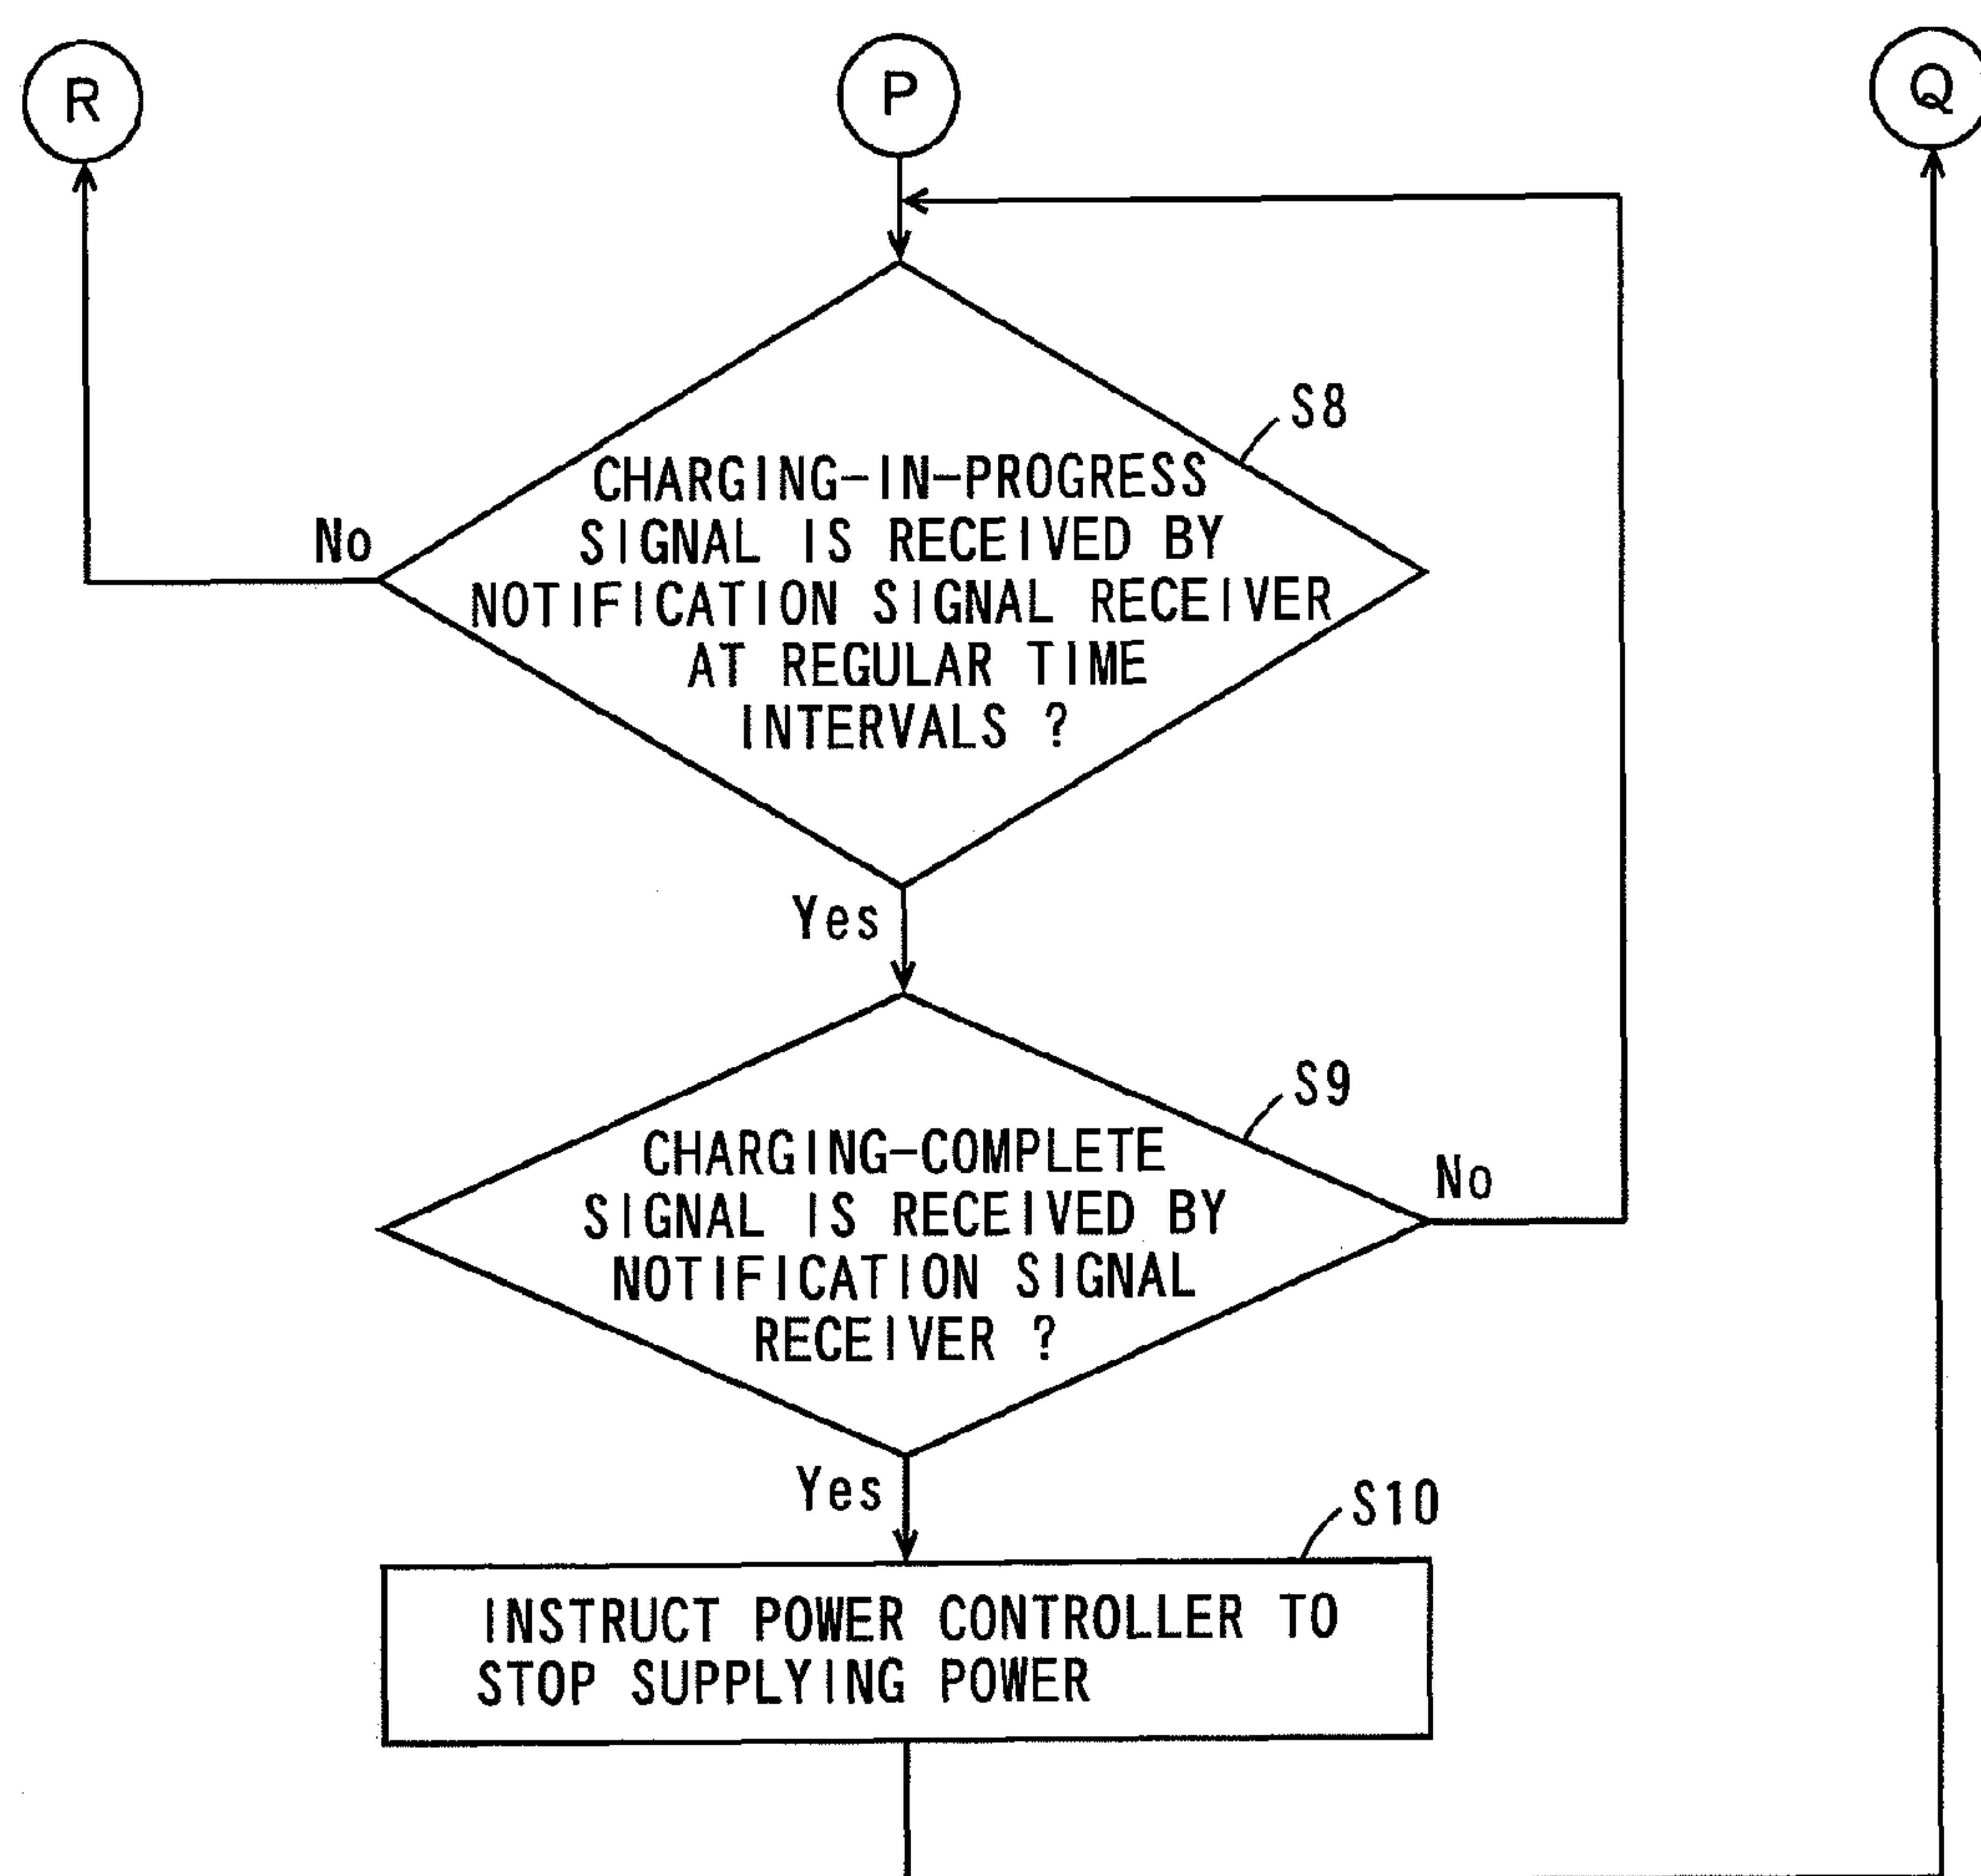 R
P
Q
S8
CHARGING-IN-PROGRESS
SIGNAL IS RECEIVED BY
NOTIFICATION SIGNAL RECEIVER
AT REGULAR TIME
INTERVALS ?
No
Yes
S9
CHARGING-COMPLETE
SIGNAL IS RECEIVED BY
NOTIFICATION SIGNAL
RECEIVER ?
No
Yes
S10
INSTRUCT POWER CONTROLLER TO
STOP SUPPLYING POWER